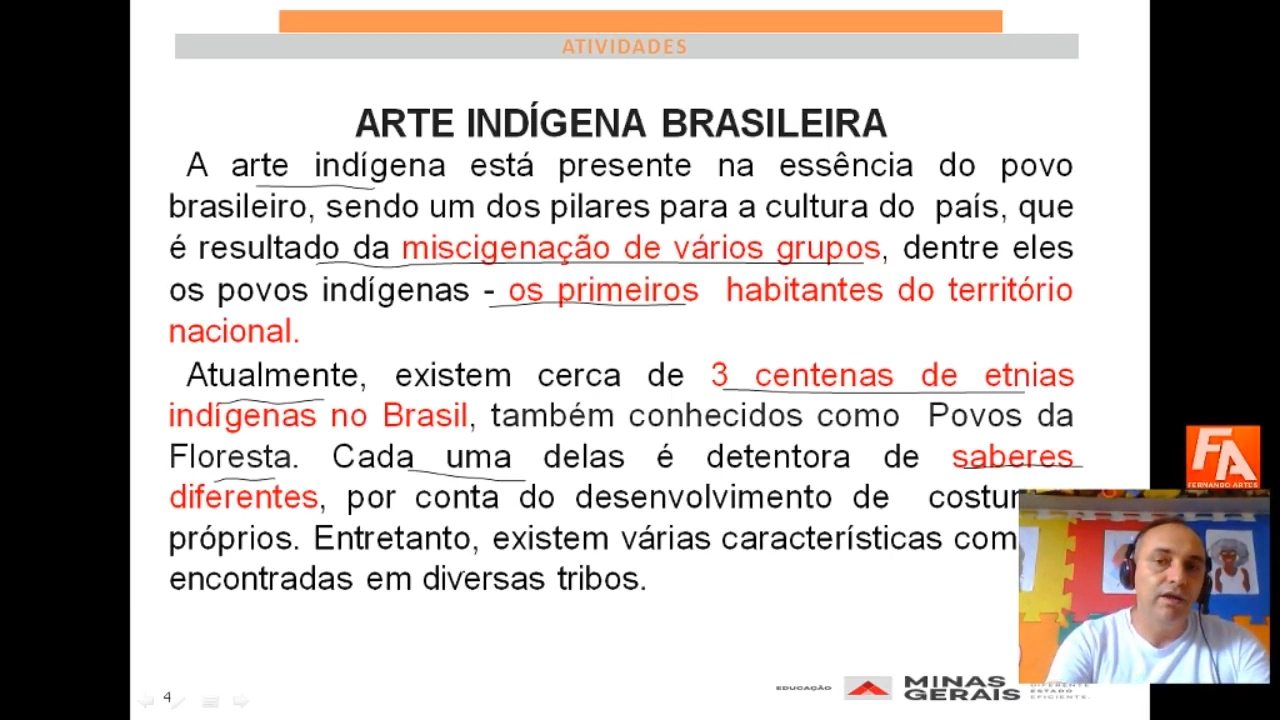 ATIVIDADES
ARTE INDÍGENA BRASILEIRA
A arte indígena está presente na essência do povo
brasileiro, sendo um dos pilares para a cultura do país, que
é resultado da miscigenação de vários grupos, dentre eles
os povos indígenas - os primeiros habitantes do território
nacional.
Atualmente, existem cerca de 3 centenas de etnias
indígenas no Brasil, também conhecidos como Povos da
Floresta. Cada uma delas é detentora de saberes
diferentes, por conta do desenvolvimento de
próprios. Entretanto, existem várias características
encontradas em diversas tribos.
FA
FERNANDO ARTES
4
EDUCAÇÃO
MINAS
GERAIS
DIFERENTE
ESTADO
EFICIENTE.